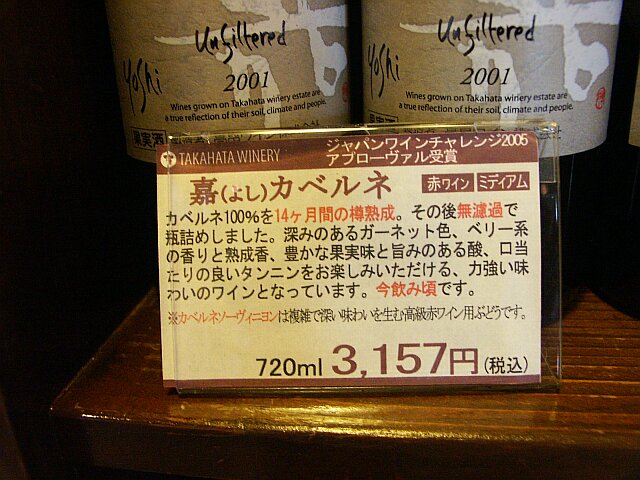 Unfiltered
Yoshi
2001
Wines grown on Takahata winery estate are
a true reflection of their soil, climate and people.
果実酒
Unfiltered
Yoshi
2001
Wines grown on Takahata winery estate are
a true reflection of their soil, climate and people.
TAKAHATA WINERY
ジャパンワインチャレンジ2005
アプローヴァル受賞
嘉(よし)カベルネ
赤ワイン ミディアム
カベルネ100%を14ヶ月間の樽熟成。その後無濾過で
瓶詰めしました。深みのあるガーネット色、ベリー系
の香りと熟成香、豊かな果実味と旨みのある酸、口当
たりの良いタンニンをお楽しみいただける、力強い味
わいのワインとなっています。今飲み頃です。
※カベルネソーヴィニヨンは複雑で深い味わいを生む高級赤ワイン用ぶどうです。
720ml 3,157円(税込)